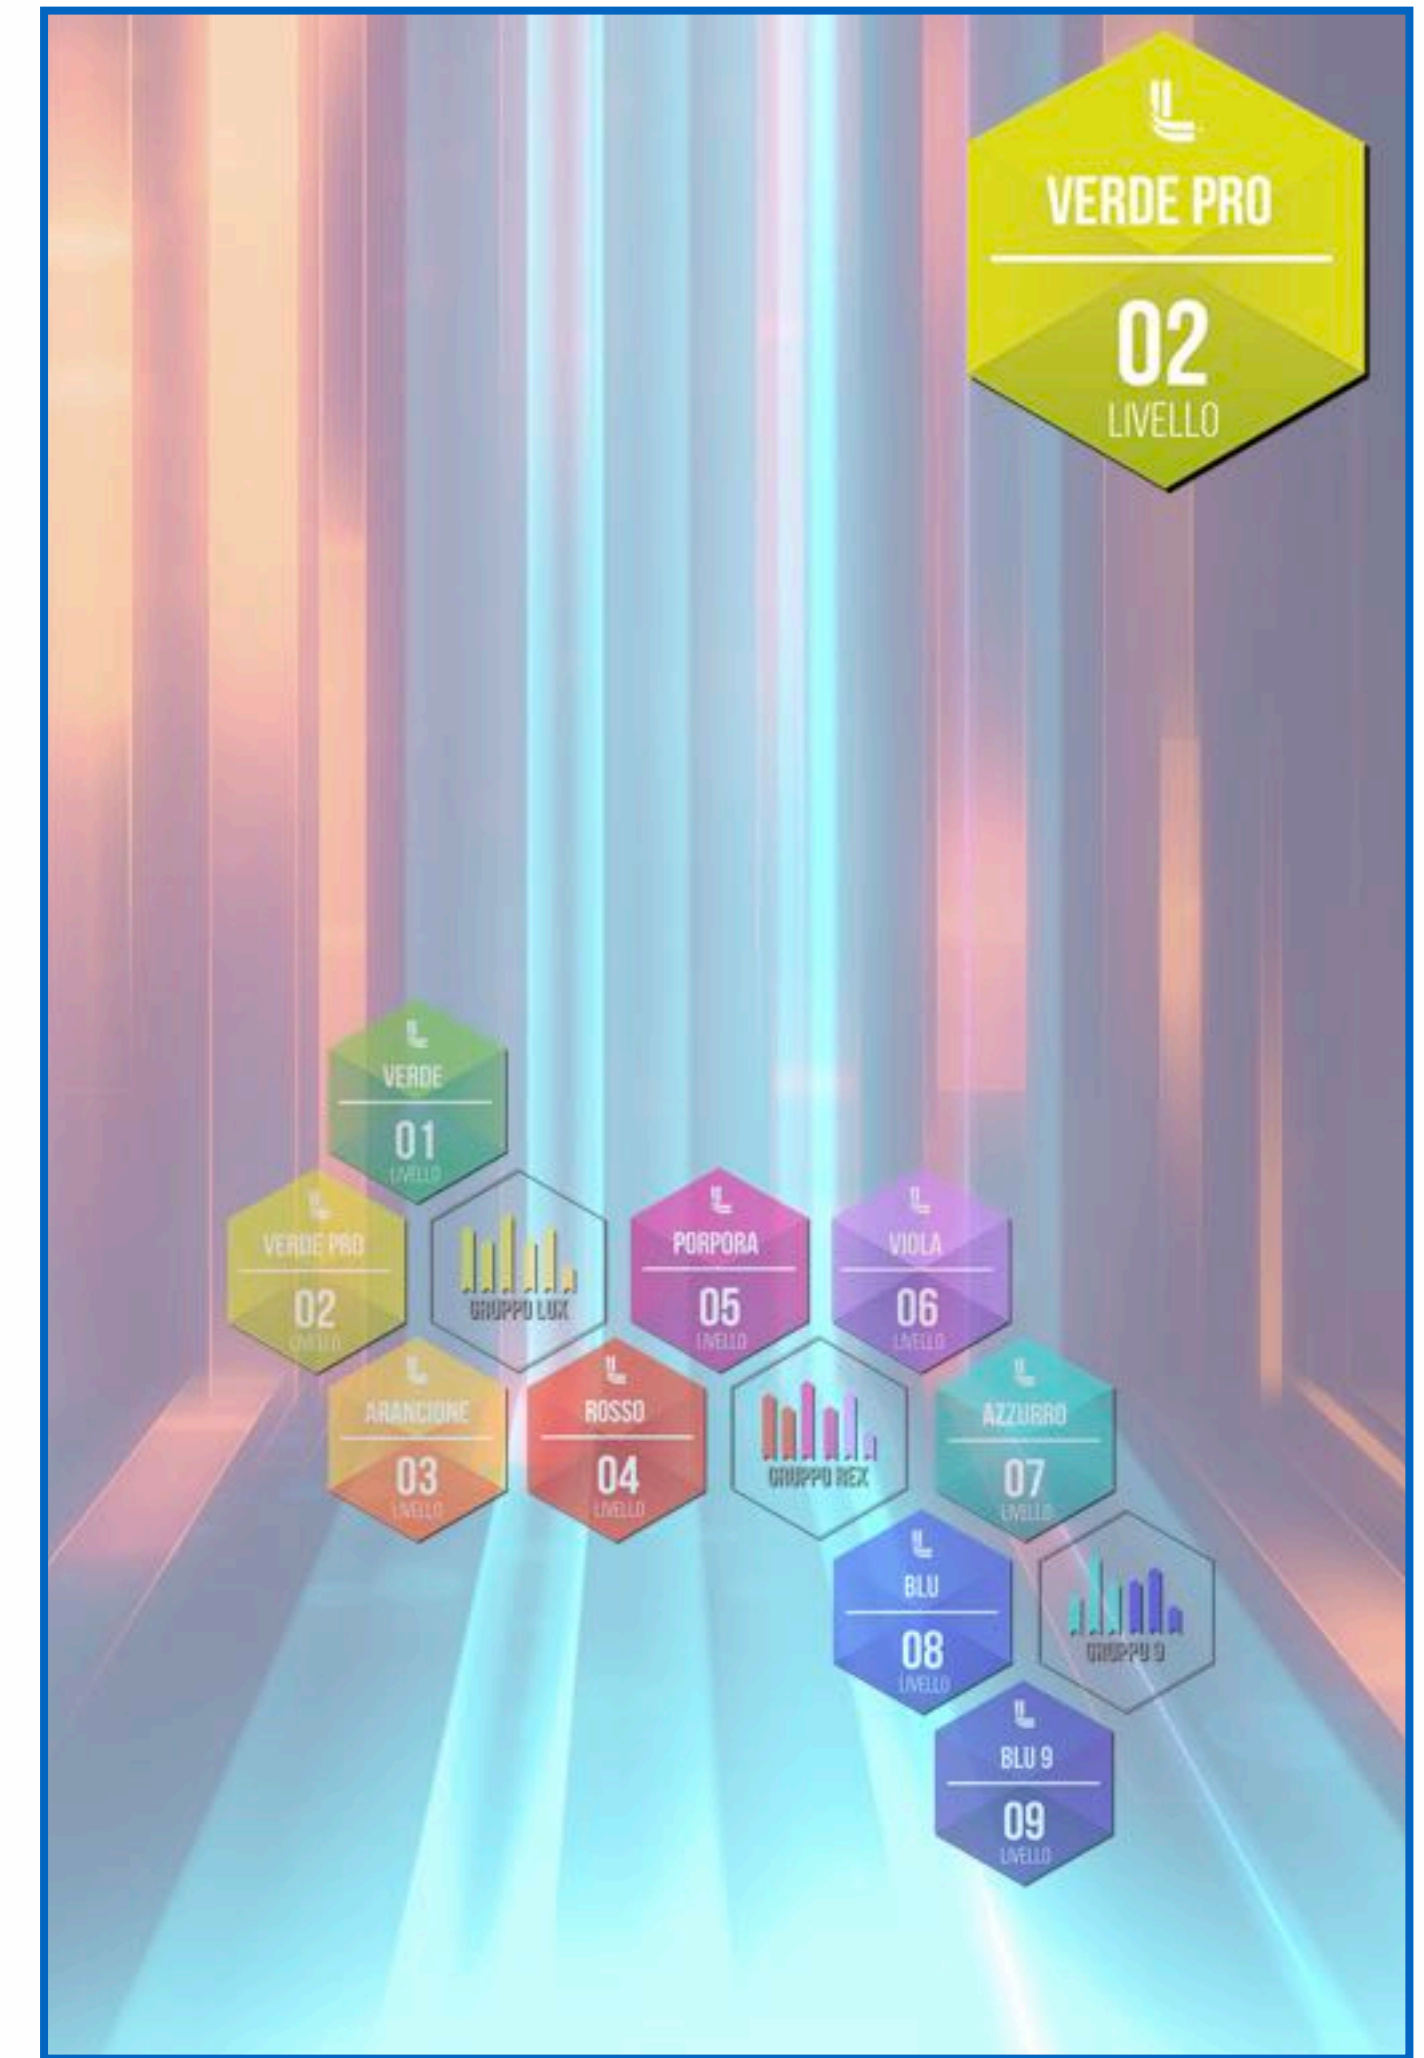 VERDE PRO
02
LIVELLO
VERDE
01
LIVELLO
VERDE PRO
02
LIVELLO
GRUPPO LUX
PORPORA
05
LIVELLO
VIOLA
06
LIVELLO
ARANCIONE
03
LIVELLO
ROSSO
04
LIVELLO
GRUPPO REX
AZZURRO
07
LIVELLO
BLU
08
LIVELLO
GRUPPO 9
BLU 9
09
LIVELLO